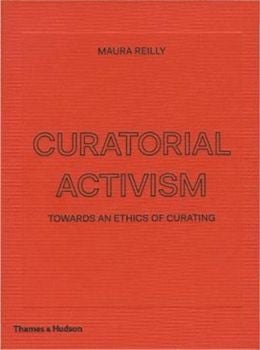 MAURA REILLY
CURATORIAL
ACTIVISM
TOWARDS AN ETHICS OF CURATING
Thames & Hudson